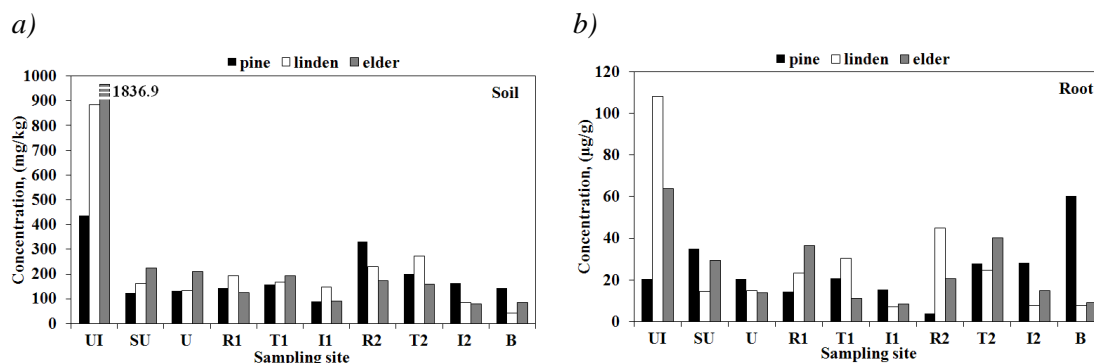 a)
pine linden elder
1836.9
Soil
Concentration, (mg/kg)
1000
900
800
700
600
500
400
300
200
100
0
UI SU U R1 T1 I1 R2 T2 I2 B
Sampling site
b)
pine linden elder
Root
Concentration, (µg/g)
120
100
80
60
40
20
0
UI SU U R1 T1 I1 R2 T2 I2 B
Sampling site